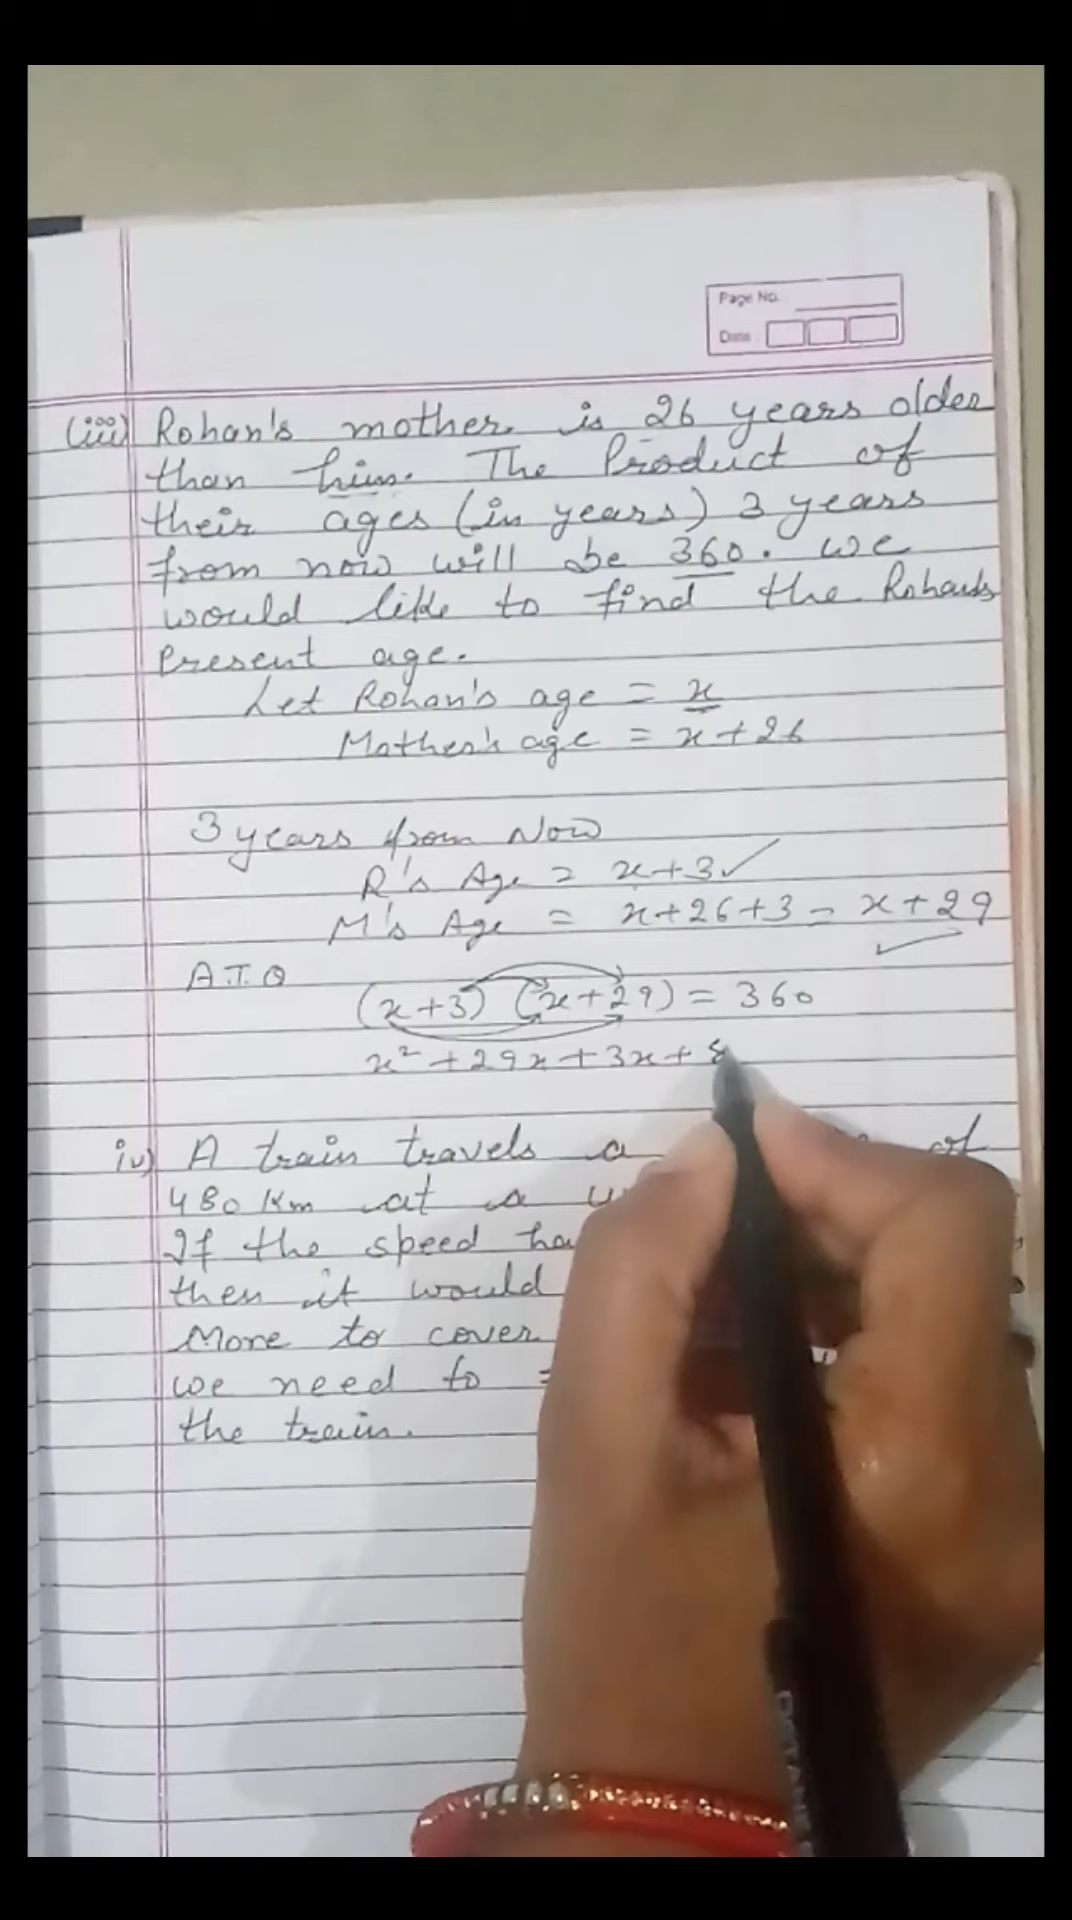 Page No.
Date
(iii) Rohan's mother is 26 years older
than him. The Product of
their ages (in years) 3 years
from now will be 360. we
would like to find the Rohan's
Present age.
Let Rohan's age = x
Mother's age = x+26
3 years from Now
R's Age = x+3 ✓
M's Age = x+26+3 = x+29
A.T.Q
(x+3) (x+29) = 360
x² + 29x + 3x + 8
iv) A train travels a of
480 Km at a
If the speed
then it would
More to cover
we need to
the train.